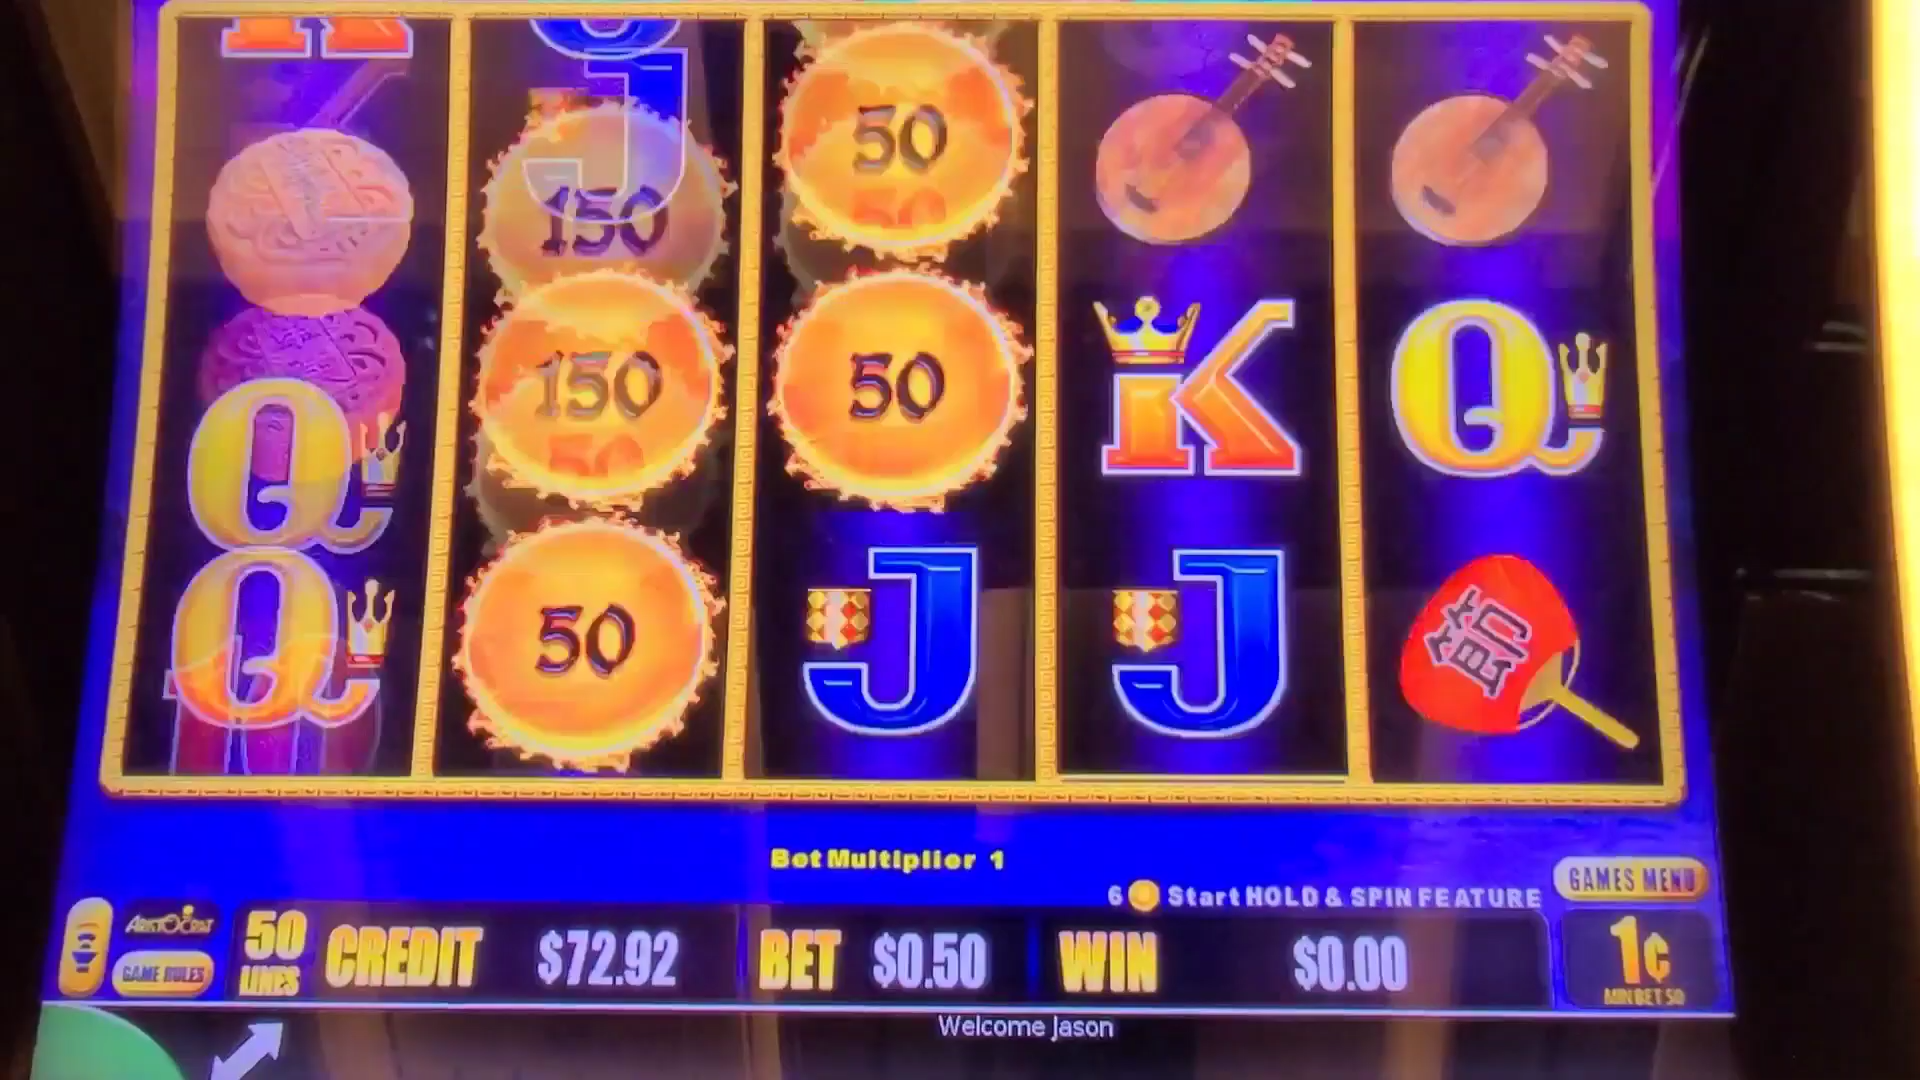 K J 50
150
150 50 K Q
Q
Q 50 J J
Bet Multiplier 1
6 Start HOLD & SPIN FEATURE
GAMES MENU
ARISTOCRAT
GAME RULES
50 LINES
CREDIT $72.92
BET $0.50
WIN $0.00
1¢
MIN BET 50
Welcome Jason